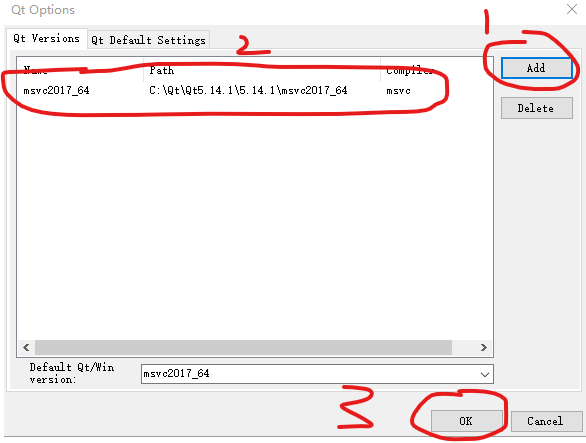 Qt Options
1
Qt Versions Qt Default Settings
2
Name Path Compiler
Add
msvc2017_64 C:\Qt\Qt5.14.1\5.14.1\msvc2017_64 msvc
Delete
Default Qt/Win
version:
msvc2017_64
3
OK Cancel